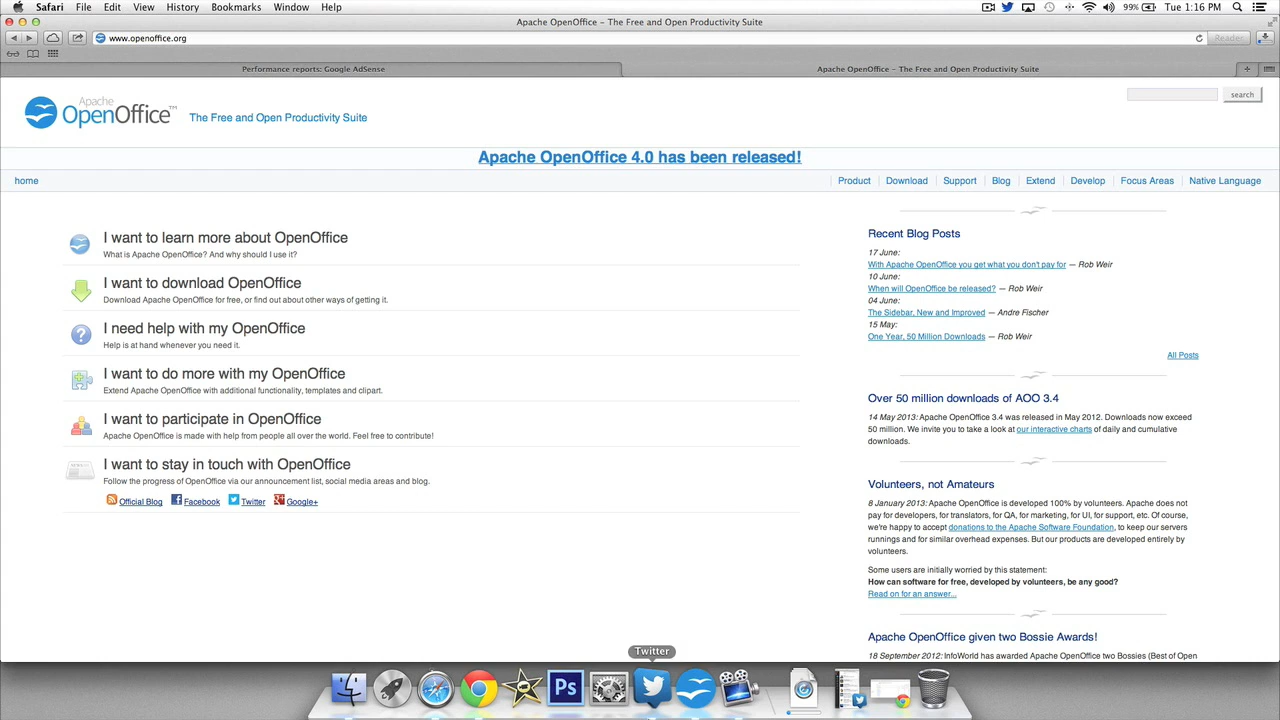 Safari File Edit View History Bookmarks Window Help 99% Tue 1:16 PM
Apache OpenOffice – The Free and Open Productivity Suite
www.openoffice.org Reader
Performance reports: Google AdSense Apache OpenOffice – The Free and Open Productivity Suite
Apache
OpenOffice™ The Free and Open Productivity Suite
search
Apache OpenOffice 4.0 has been released!
home Product Download Support Blog Extend Develop Focus Areas Native Language
I want to learn more about OpenOffice
What is Apache OpenOffice? And why should I use it?
I want to download OpenOffice
Download Apache OpenOffice for free, or find out about other ways of getting it.
I need help with my OpenOffice
Help is at hand whenever you need it.
I want to do more with my OpenOffice
Extend Apache OpenOffice with additional functionality, templates and clipart.
I want to participate in OpenOffice
Apache OpenOffice is made with help from people all over the world. Feel free to contribute!
I want to stay in touch with OpenOffice
Follow the progress of OpenOffice via our announcement list, social media areas and blog.
Official Blog Facebook Twitter Google+
Recent Blog Posts
17 June:
With Apache OpenOffice you get what you don't pay for — Rob Weir
10 June:
When will OpenOffice be released? — Rob Weir
04 June:
The Sidebar, New and Improved — Andre Fischer
15 May:
One Year, 50 Million Downloads — Rob Weir
All Posts
Over 50 million downloads of AOO 3.4
14 May 2013: Apache OpenOffice 3.4 was released in May 2012. Downloads now exceed
50 million. We invite you to take a look at our interactive charts of daily and cumulative
downloads.
Volunteers, not Amateurs
8 January 2013: Apache OpenOffice is developed 100% by volunteers. Apache does not
pay for developers, for translators, for QA, for marketing, for UI, for support, etc. Of course,
we're happy to accept donations to the Apache Software Foundation, to keep our servers
runnings and for similar overhead expenses. But our products are developed entirely by
volunteers.
Some users are initially worried by this statement:
How can software for free, developed by volunteers, be any good?
Read on for an answer...
Apache OpenOffice given two Bossie Awards!
18 September 2012: InfoWorld has awarded Apache OpenOffice two Bossies (Best of Open
Twitter
Ps